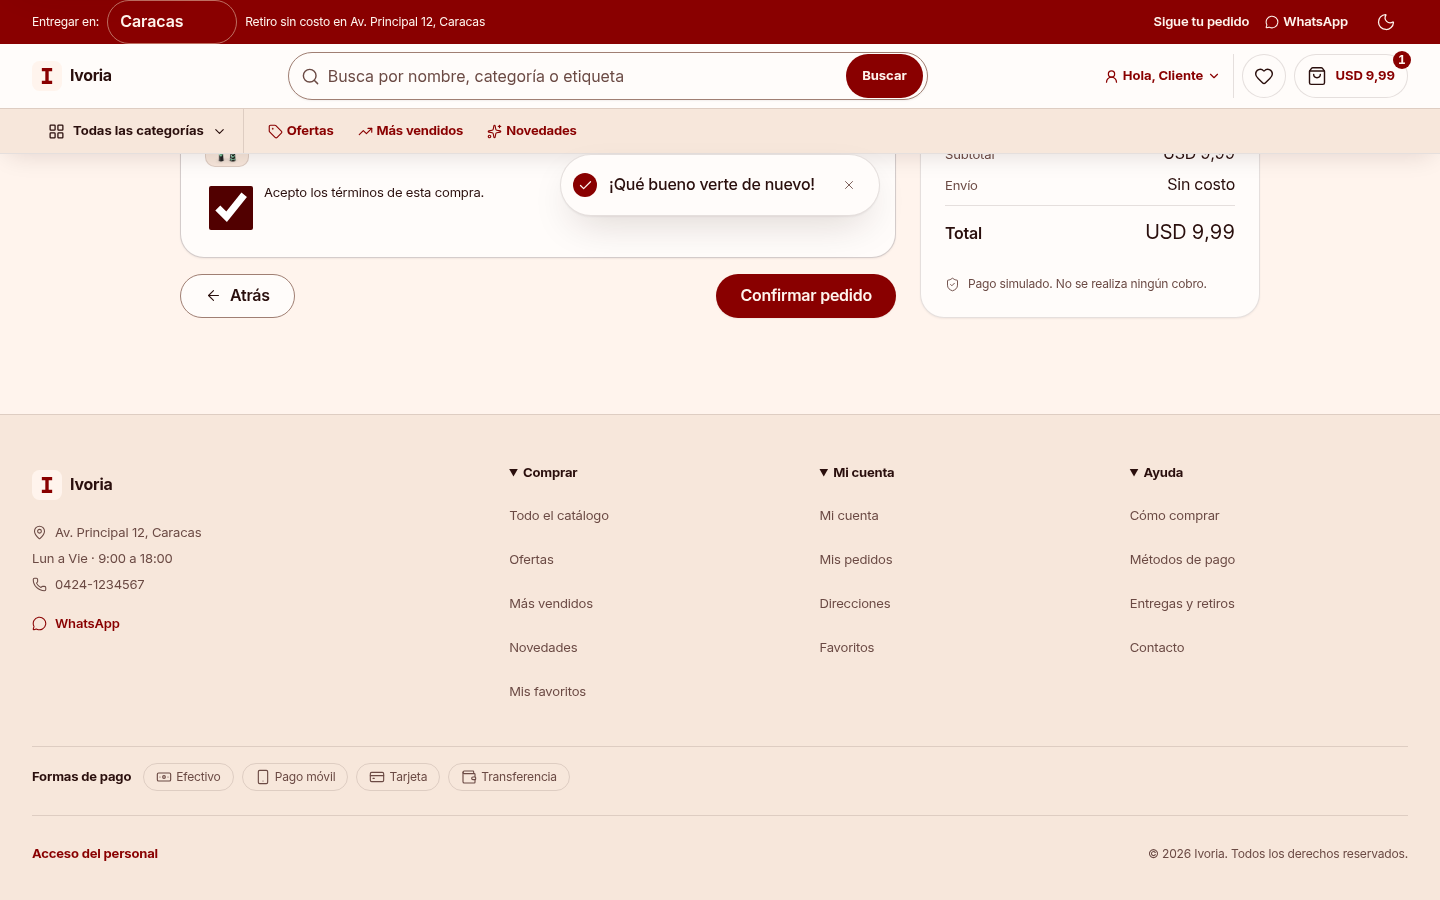 Entregar en: Caracas Retiro sin costo en Av. Principal 12, Caracas
Sigue tu pedido WhatsApp
I Ivoria
Busca por nombre, categoría o etiqueta
Buscar
Hola, Cliente
USD 9,99
1
Todas las categorías
Ofertas
Más vendidos
Novedades
Acepto los términos de esta compra.
¡Qué bueno verte de nuevo!
Atrás
Confirmar pedido
Subtotal USD 9,99
Envío Sin costo
Total USD 9,99
Pago simulado. No se realiza ningún cobro.
I Ivoria
Av. Principal 12, Caracas
Lun a Vie · 9:00 a 18:00
0424-1234567
WhatsApp
Comprar
Todo el catálogo
Ofertas
Más vendidos
Novedades
Mis favoritos
Mi cuenta
Mi cuenta
Mis pedidos
Direcciones
Favoritos
Ayuda
Cómo comprar
Métodos de pago
Entregas y retiros
Contacto
Formas de pago
Efectivo
Pago móvil
Tarjeta
Transferencia
Acceso del personal
© 2026 Ivoria. Todos los derechos reservados.